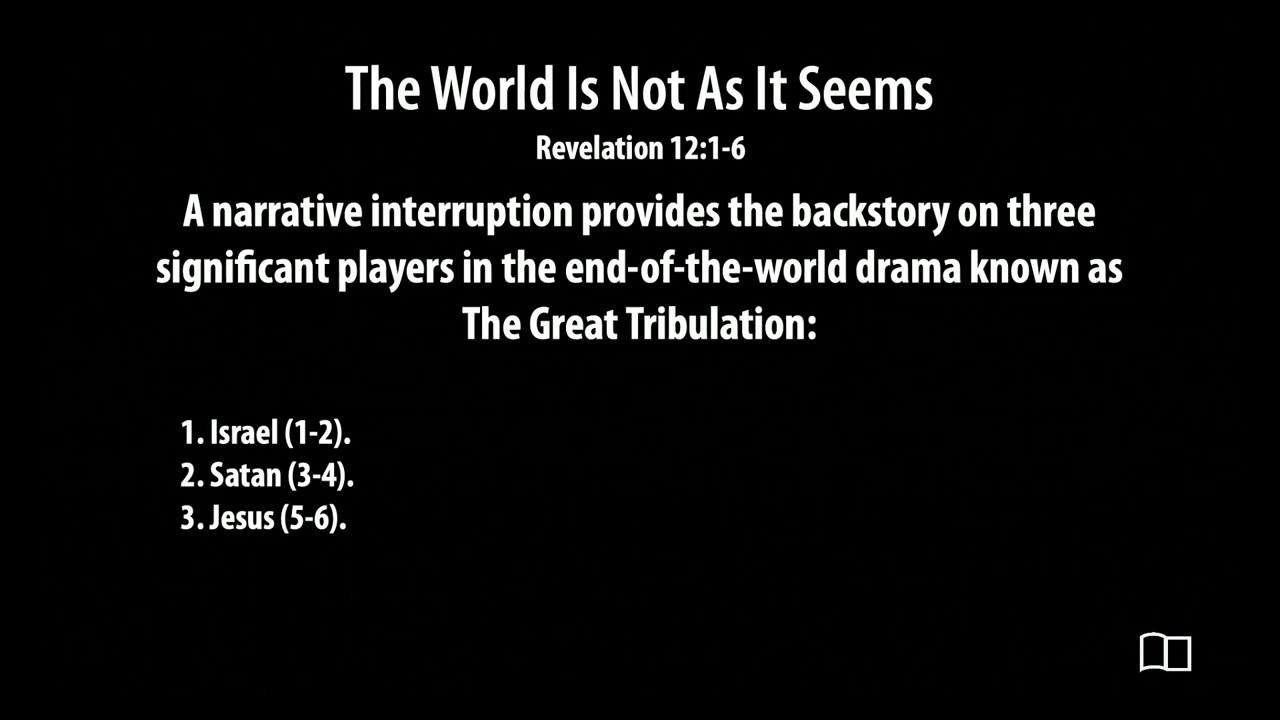 The World Is Not As It Seems
Revelation 12:1-6
A narrative interruption provides the backstory on three
significant players in the end-of-the-world drama known as
The Great Tribulation:
1. Israel (1-2).
2. Satan (3-4).
3. Jesus (5-6).